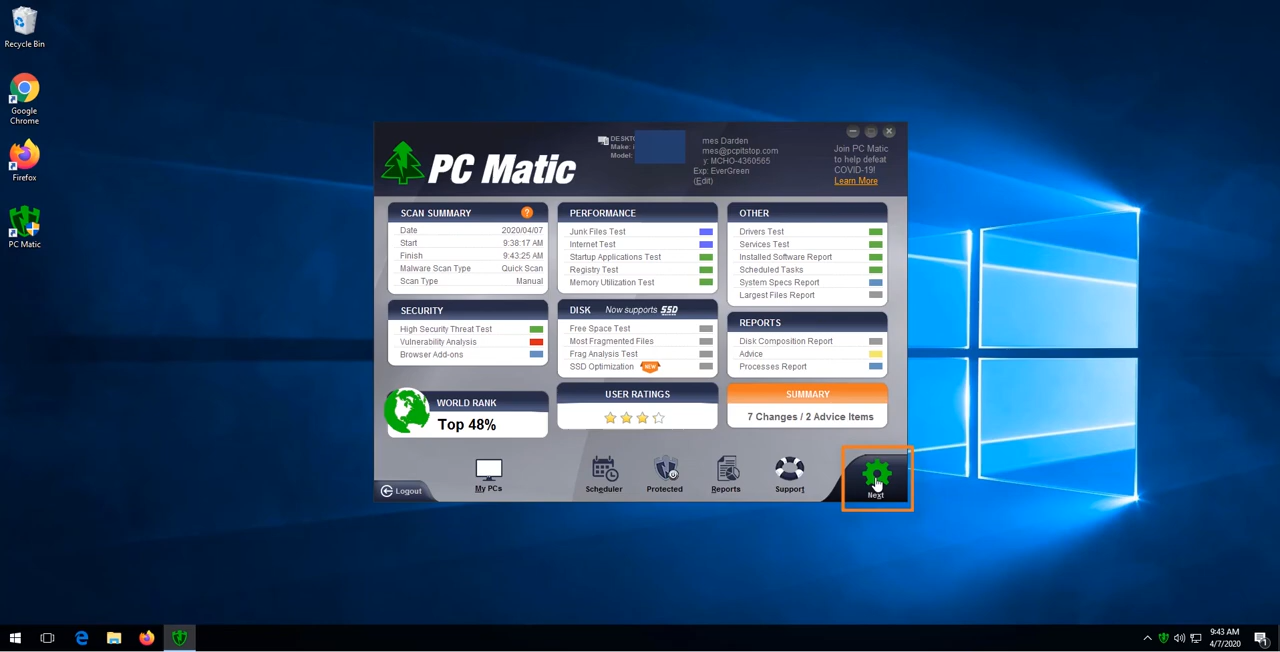 Recycle Bin
Google
Chrome
Firefox
PC Matic
PC Matic
DESKT
Make:
Model:
mes Darden
mes@pcpitstop.com
y: MCHO-4360565
Exp: EverGreen
(Edit)
Join PC Matic
to help defeat
COVID-19!
Learn More
SCAN SUMMARY ?
Date 2020/04/07
Start 9:38:17 AM
Finish 9:43:25 AM
Malware Scan Type Quick Scan
Scan Type Manual
SECURITY
High Security Threat Test
Vulnerability Analysis
Browser Add-ons
WORLD RANK
Top 48%
PERFORMANCE
Junk Files Test
Internet Test
Startup Applications Test
Registry Test
Memory Utilization Test
DISK Now supports SSD
Free Space Test
Most Fragmented Files
Frag Analysis Test
SSD Optimization NEW
USER RATINGS
OTHER
Drivers Test
Services Test
Installed Software Report
Scheduled Tasks
System Specs Report
Largest Files Report
REPORTS
Disk Composition Report
Advice
Processes Report
SUMMARY
7 Changes / 2 Advice Items
Logout
My PCs
Scheduler
Protected
Reports
Support
Next
9:43 AM
4/7/2020
1